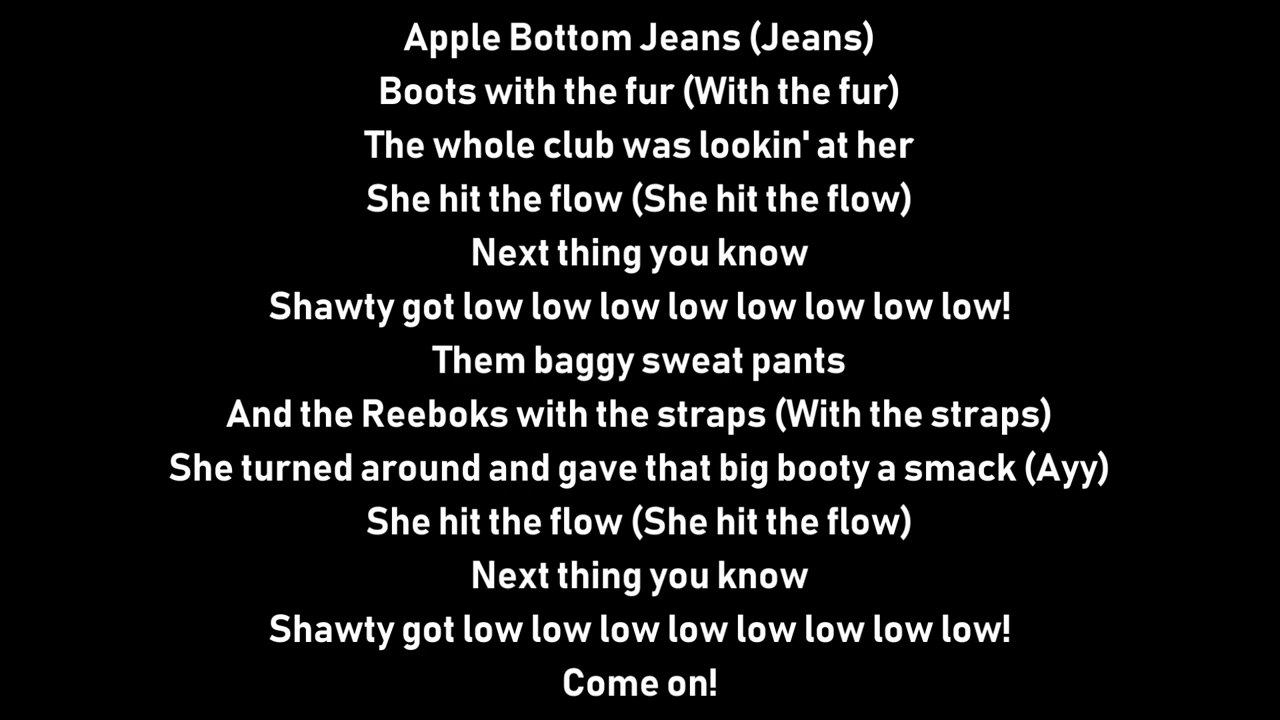 Apple Bottom Jeans (Jeans)
Boots with the fur (With the fur)
The whole club was lookin' at her
She hit the flow (She hit the flow)
Next thing you know
Shawty got low low low low low low low low!
Them baggy sweat pants
And the Reeboks with the straps (With the straps)
She turned around and gave that big booty a smack (Ayy)
She hit the flow (She hit the flow)
Next thing you know
Shawty got low low low low low low low low!
Come on!